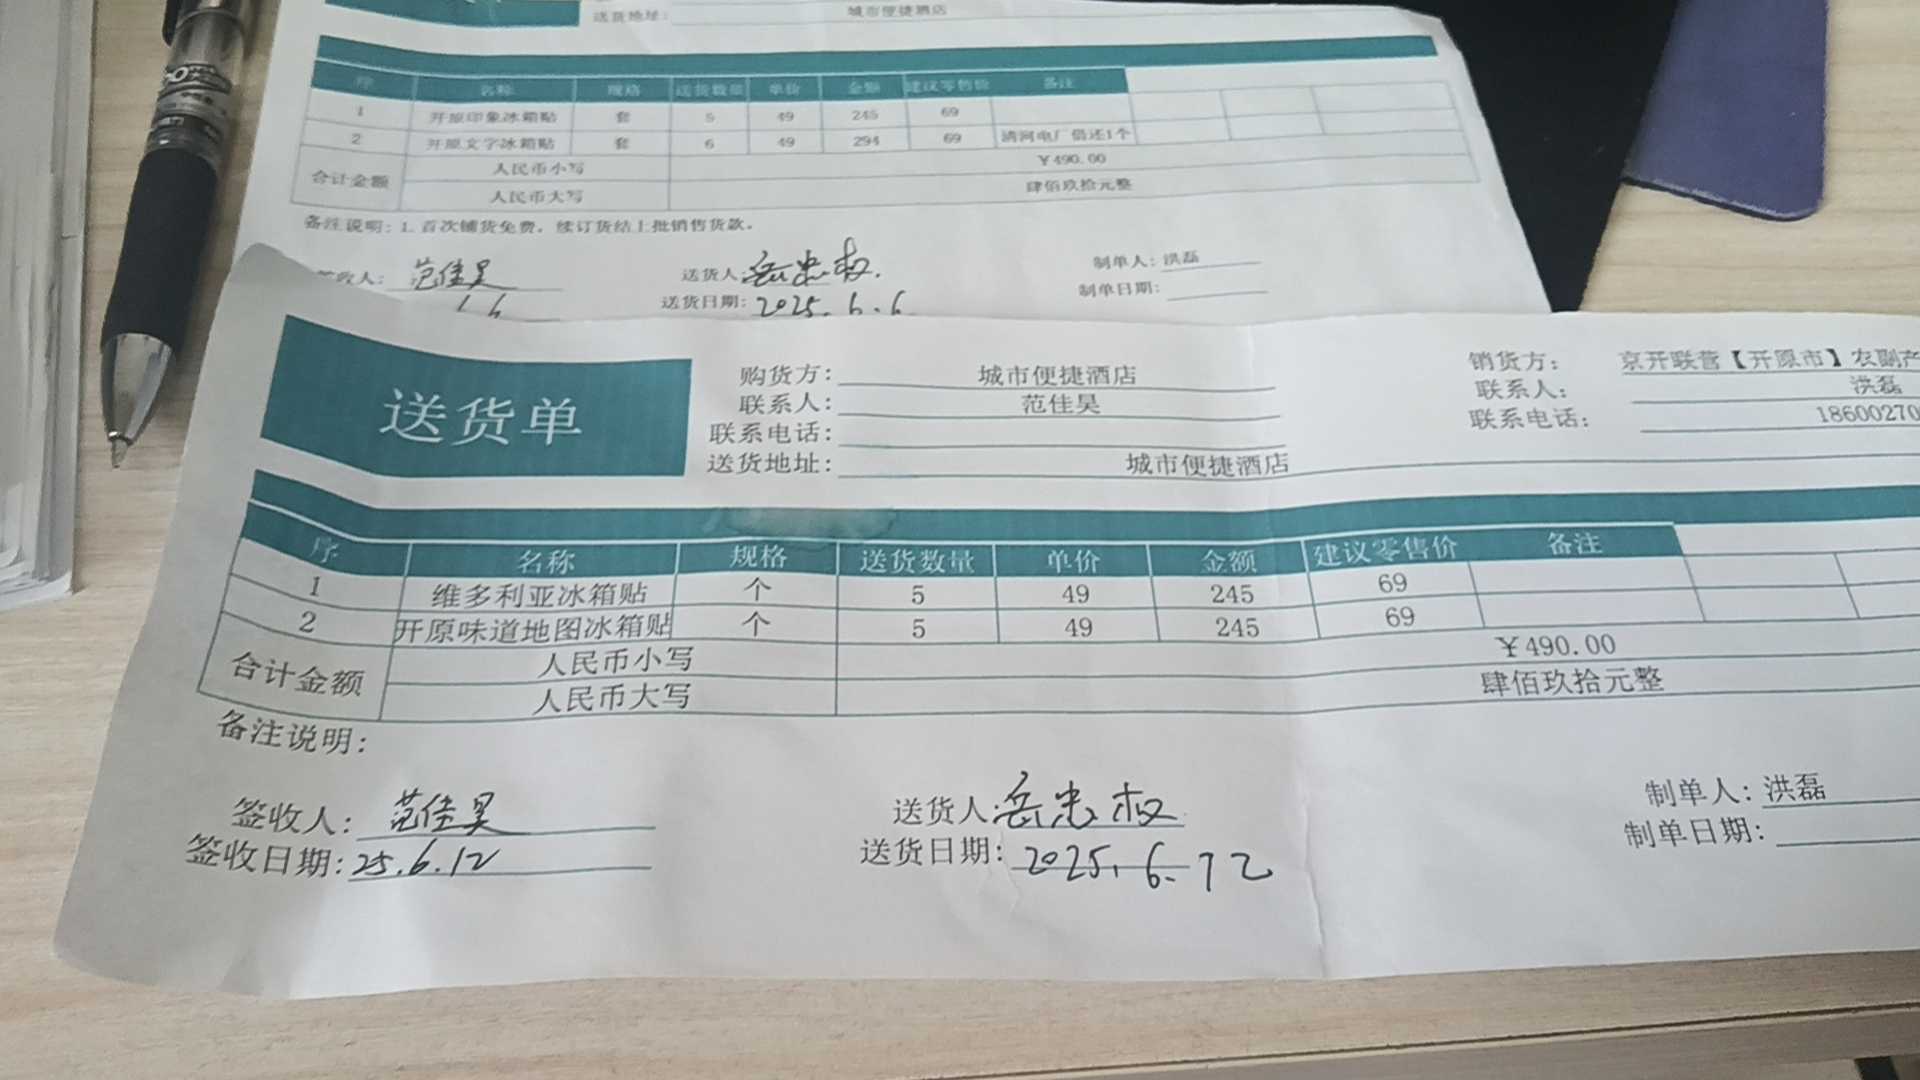 送货地址: 城市便捷酒店
序 名称 规格 送货数量 单价 金额 建议零售价 备注
1 开原印象冰箱贴 套 5 49 245 69
2 开原文字冰箱贴 套 6 49 294 69 清河电厂偿还1个
合计金额 人民币小写 ¥490.00
人民币大写 肆佰玖拾元整
备注说明: 1. 首次铺货免费, 续订货结上批销售货款。
签收人: 范佳昊 送货人: 岳忠权 制单人: 洪磊
送货日期: 2025.6.6 制单日期:
送货单
购货方: 城市便捷酒店 销货方: 京开联营【开原市】农副产
联系人: 范佳昊 联系人: 洪磊
联系电话: 联系电话: 18600270
送货地址: 城市便捷酒店
序 名称 规格 送货数量 单价 金额 建议零售价 备注
1 维多利亚冰箱贴 个 5 49 245 69
2 开原味道地图冰箱贴 个 5 49 245 69
合计金额 人民币小写 ¥490.00
人民币大写 肆佰玖拾元整
备注说明:
签收人: 范佳昊 送货人: 岳忠权 制单人: 洪磊
签收日期: 25.6.12 送货日期: 2025.6.12 制单日期: